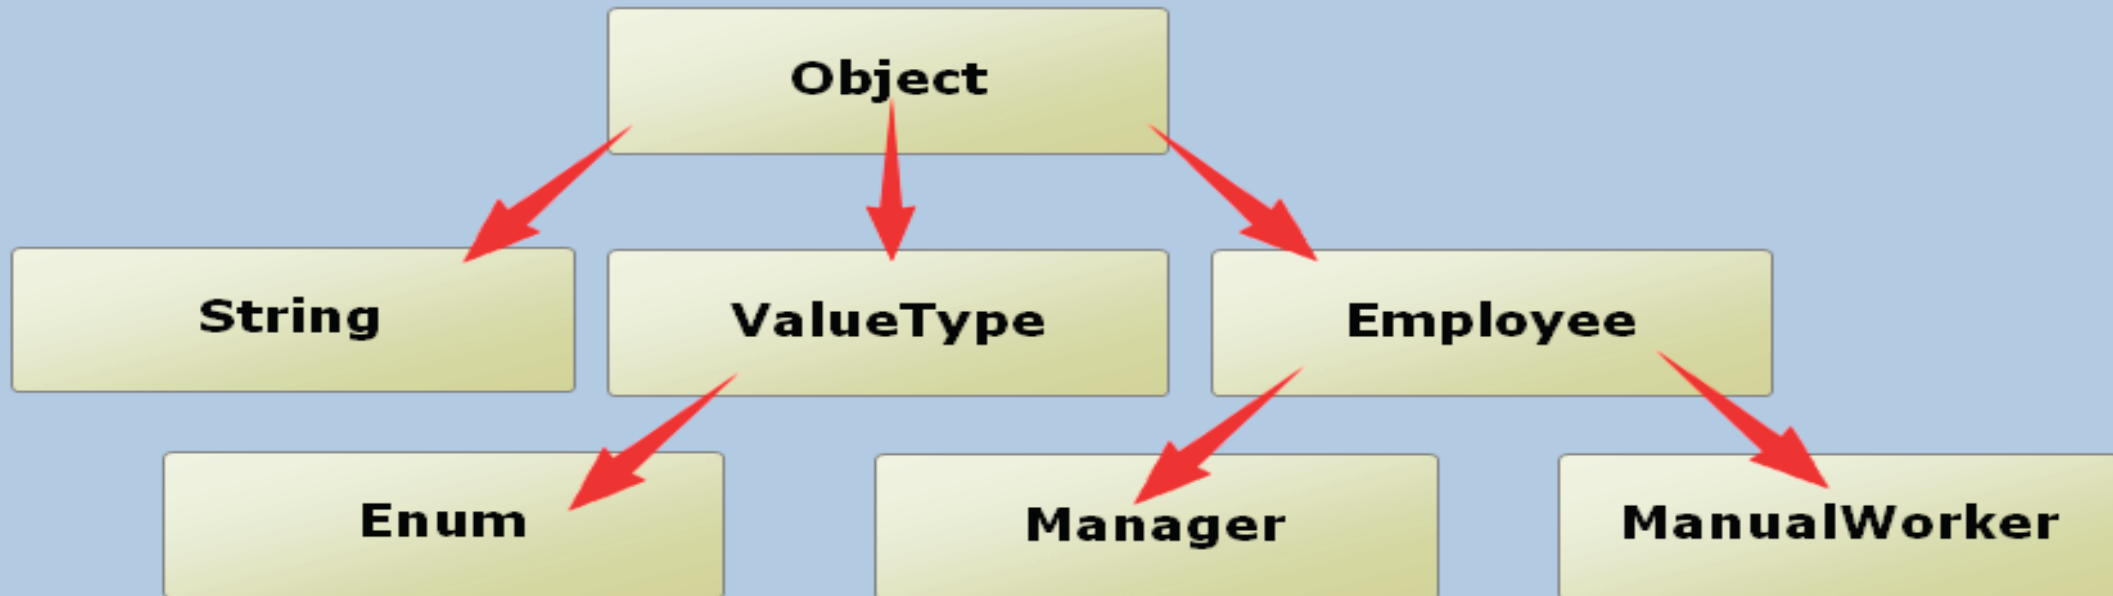 Object
String
ValueType
Employee
Enum
Manager
ManualWorker